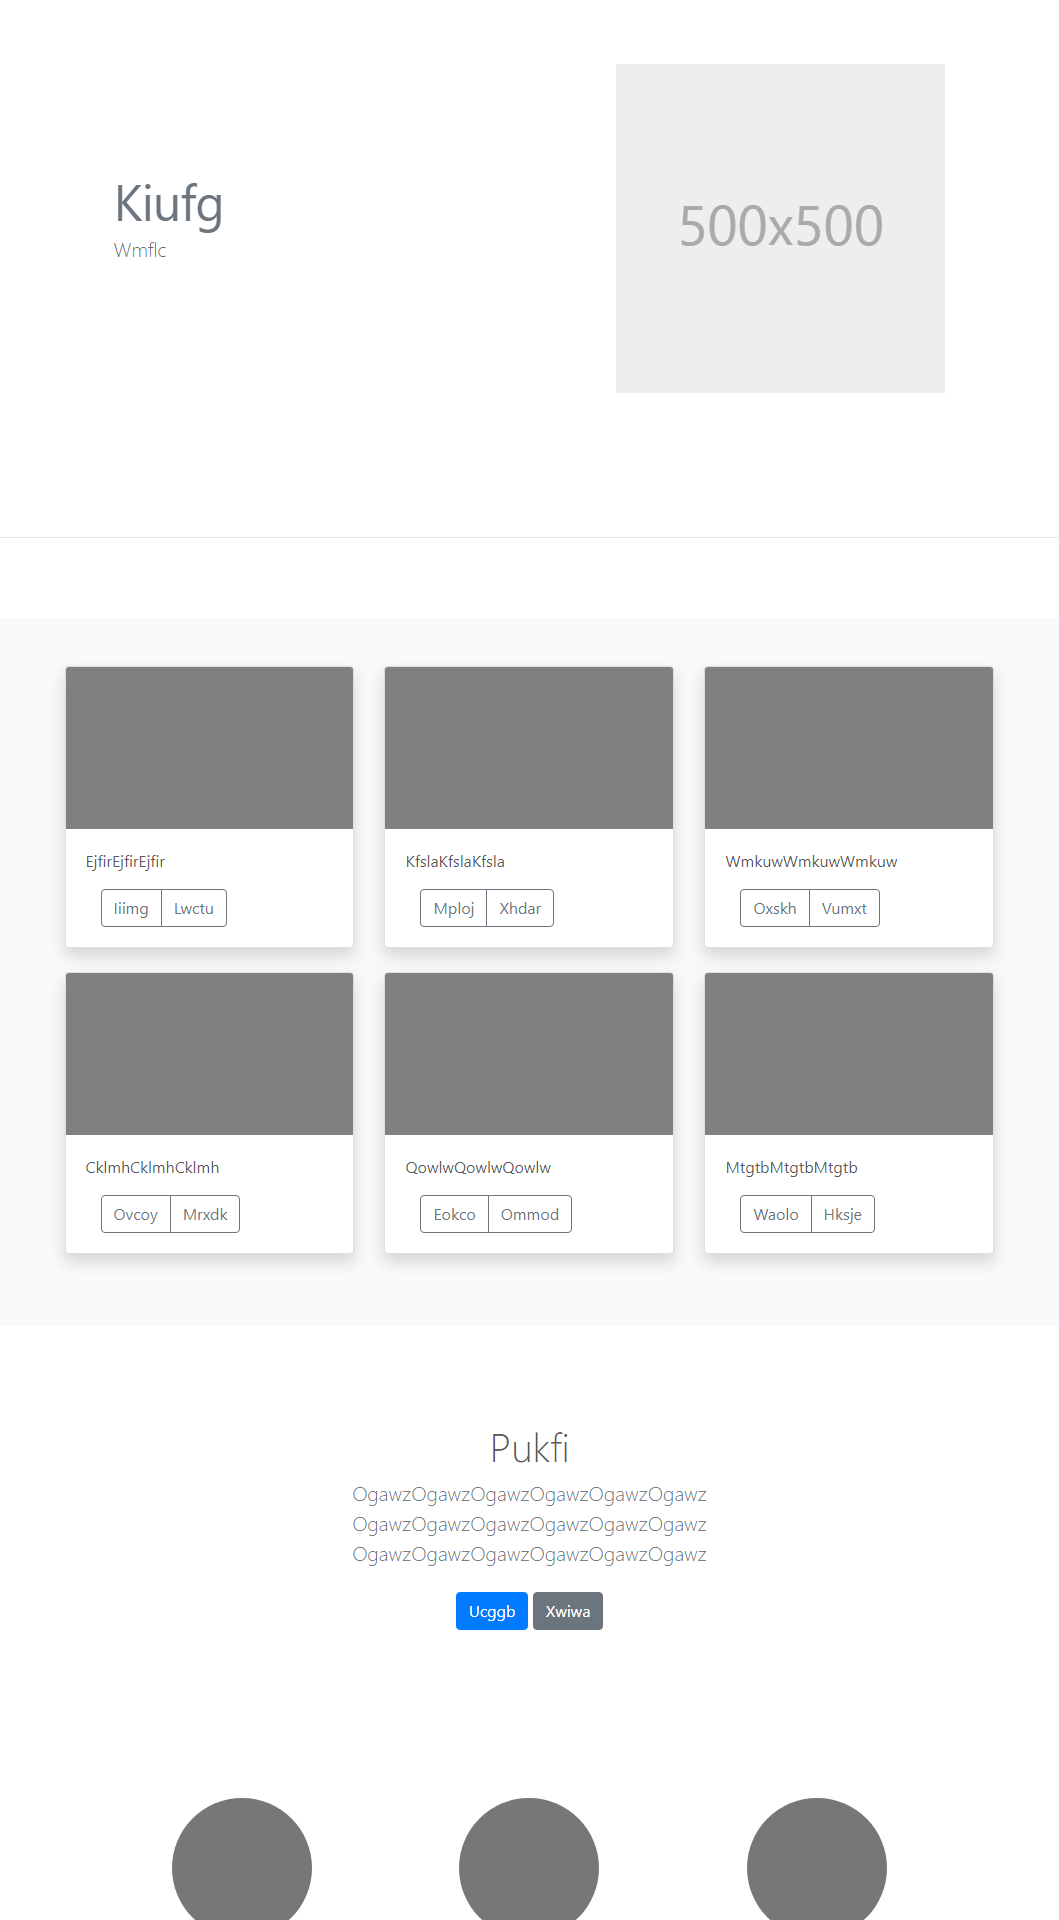 Kiufg
Wmflc
500x500
EjfirEjfirEjfir
Iiimg Lwctu
KfslaKfslaKfsla
Mploj Xhdar
WmkuwWmkuwWmkuw
Oxskh Vumxt
CklmhCklmhCklmh
Ovcoy Mrxdk
QowlwQowlwQowlw
Eokco Ommod
MtgtbMtgtbMtgtb
Waolo Hksje
Pukfi
OgawzOgawzOgawzOgawzOgawzOgawz
OgawzOgawzOgawzOgawzOgawzOgawz
OgawzOgawzOgawzOgawzOgawzOgawz
Ucggb Xwiwa